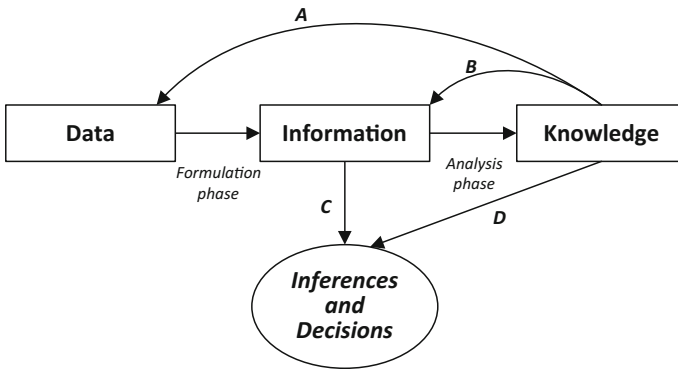 A
B
Data
Information
Knowledge
Formulation
phase
Analysis
phase
C
D
Inferences
and
Decisions